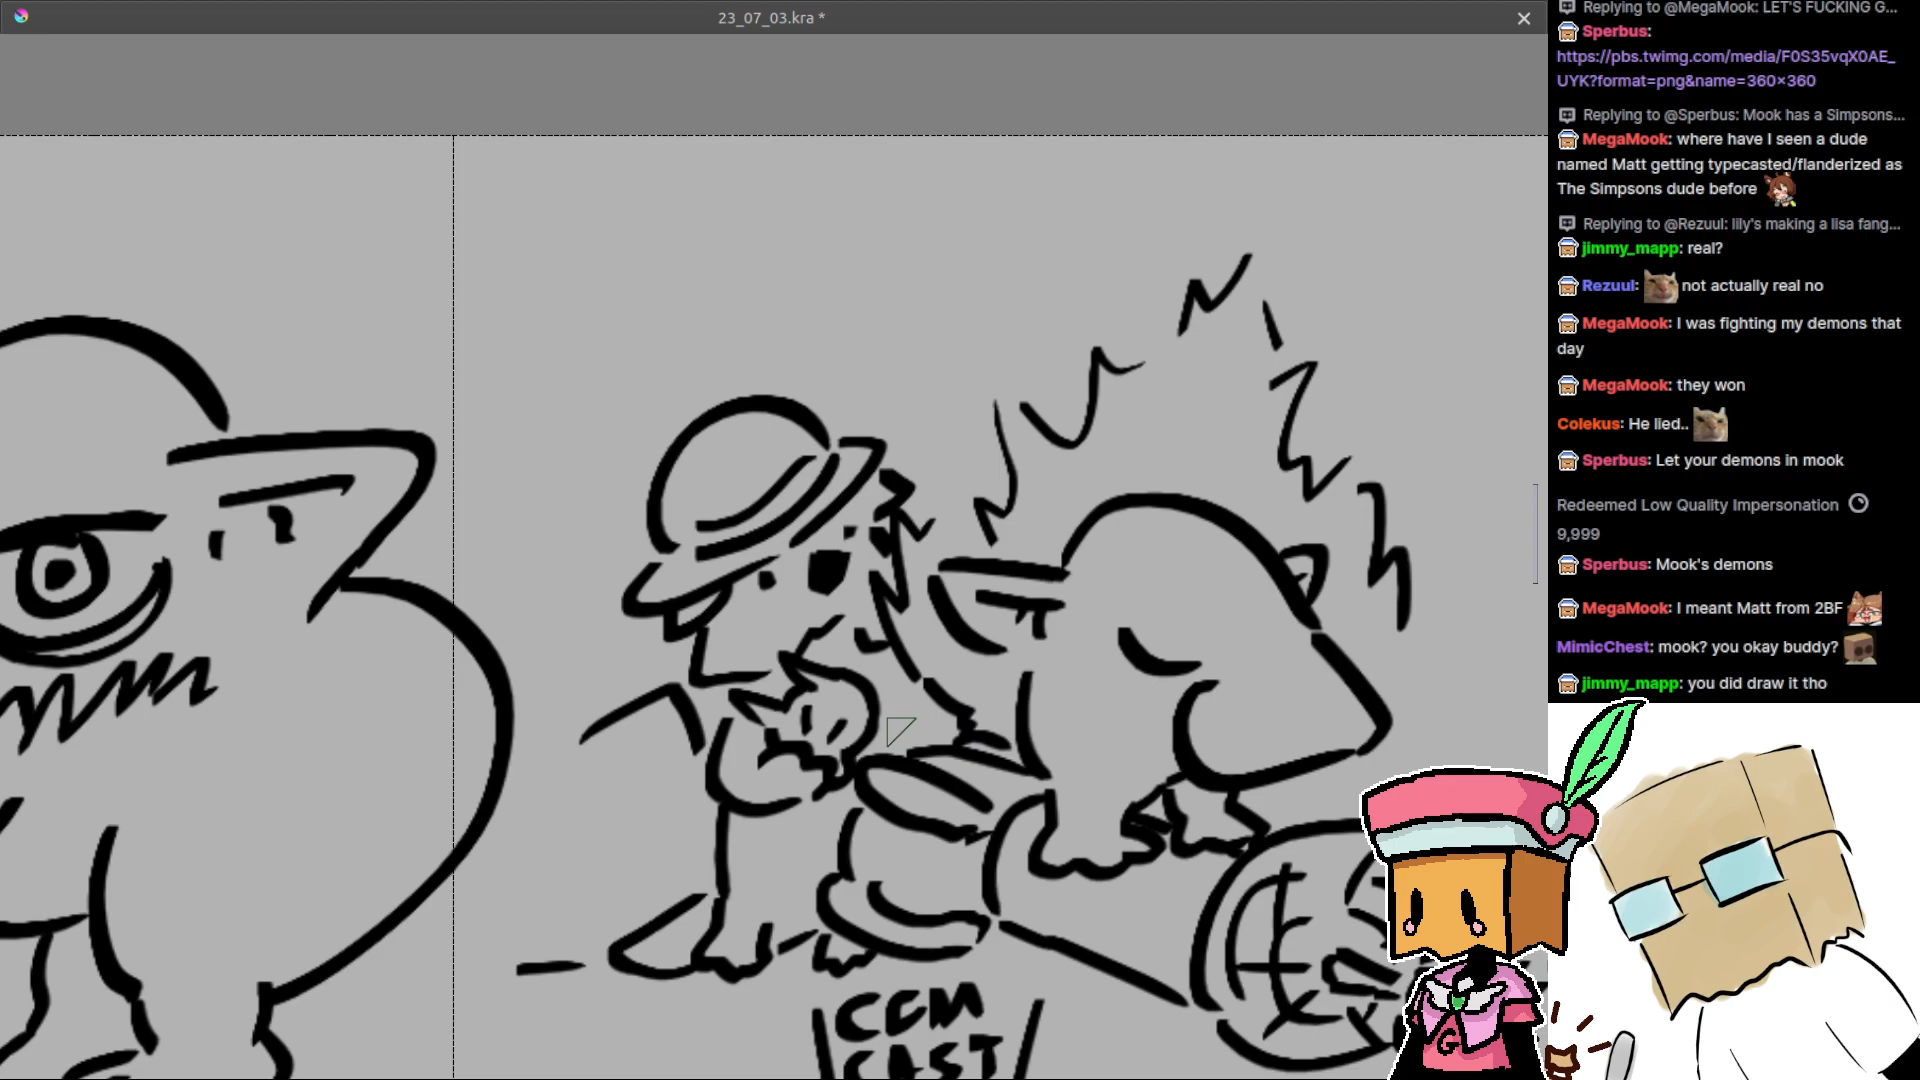 23_07_03.kra *
Replying to @MegaMook: LET'S FUCKING G...
Sperbus:
https://pbs.twimg.com/media/F0S35vqX0AE_
UYK?format=png&name=360x360
Replying to @Sperbus: Mook has a Simpsons...
MegaMook: where have I seen a dude
named Matt getting typecasted/flanderized as
The Simpsons dude before
Replying to @Rezuul: lily's making a lisa fang...
jimmy_mapp: real?
Rezuul: not actually real no
MegaMook: I was fighting my demons that
day
MegaMook: they won
Colekus: He lied..
Sperbus: Let your demons in mook
Redeemed Low Quality Impersonation
9,999
Sperbus: Mook's demons
MegaMook: I meant Matt from 2BF
MimicChest: mook? you okay buddy?
jimmy_mapp: you did draw it tho
COM
CAST
G